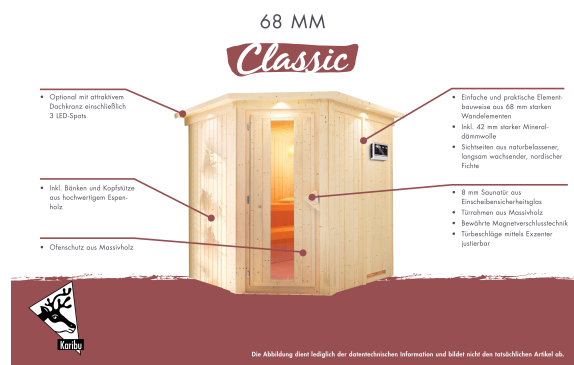 68 MM
Classic
• Optional mit attraktivem
Dachkranz einschließlich
3 LED-Spots
• Inkl. Bänken und Kopfstütze
aus hochwertigem Espen-
holz
• Ofenschutz aus Massivholz
• Einfache und praktische Element-
bauweise aus 68 mm starken
Wandelementen
• Inkl. 42 mm starker Mineral-
dämmwolle
• Sichtseiten aus naturbelassener,
langsam wachsender, nordischer
Fichte
• 8 mm Saunatür aus
Einscheibensicherheitsglas
• Türrahmen aus Massivholz
• Bewährte Magnetverschlusstechnik
• Türbeschläge mittels Exzenter
justierbar
Karibu
Die Abbildung dient lediglich der datentechnischen Information und bildet nicht den tatsächlichen Artikel ab.